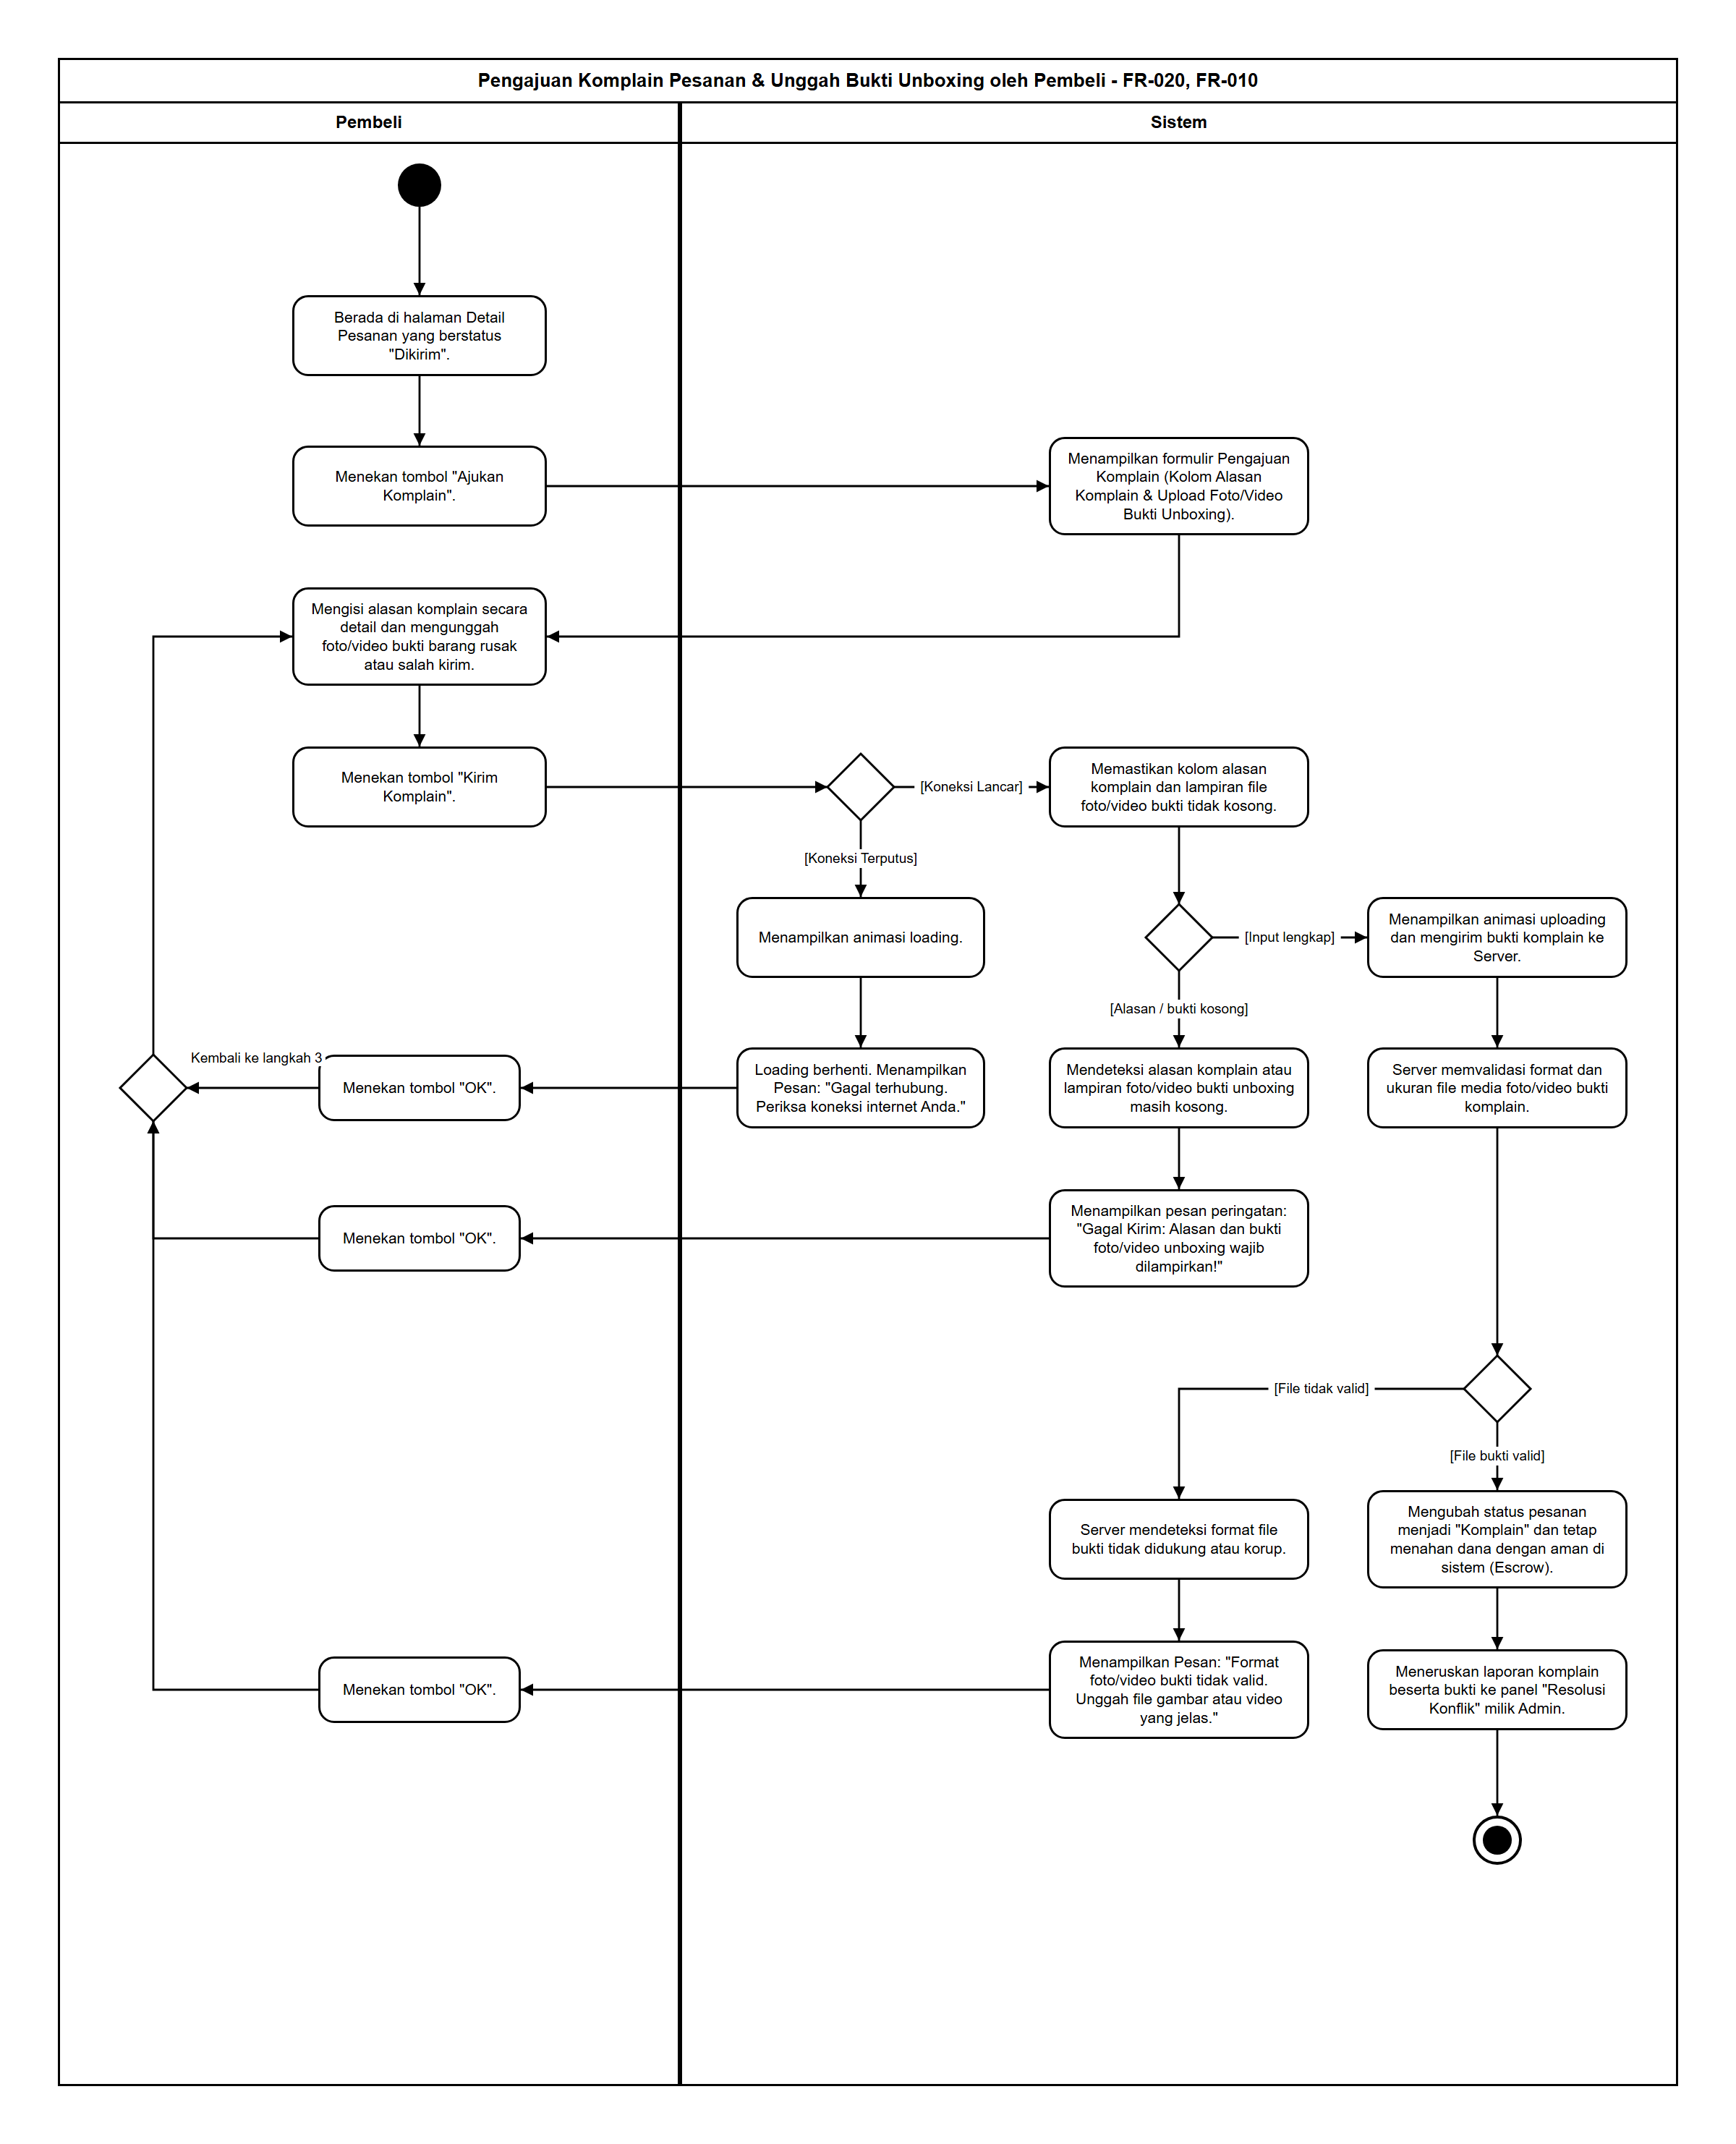 Pengajuan Komplain Pesanan & Unggah Bukti Unboxing oleh Pembeli - FR-020, FR-010
Pembeli
Sistem
Berada di halaman Detail
Pesanan yang berstatus
"Dikirim".
Menekan tombol "Ajukan
Komplain".
Menampilkan formulir Pengajuan
Komplain (Kolom Alasan
Komplain & Upload Foto/Video
Bukti Unboxing).
Mengisi alasan komplain secara
detail dan mengunggah
foto/video bukti barang rusak
atau salah kirim.
Menekan tombol "Kirim
Komplain".
[Koneksi Lancar]
Memastikan kolom alasan
komplain dan lampiran file
foto/video bukti tidak kosong.
[Koneksi Terputus]
Menampilkan animasi loading.
[Input lengkap]
Menampilkan animasi uploading
dan mengirim bukti komplain ke
Server.
[Alasan / bukti kosong]
Kembali ke langkah 3
Menekan tombol "OK".
Loading berhenti. Menampilkan
Pesan: "Gagal terhubung.
Periksa koneksi internet Anda."
Mendeteksi alasan komplain atau
lampiran foto/video bukti unboxing
masih kosong.
Server memvalidasi format dan
ukuran file media foto/video bukti
komplain.
Menekan tombol "OK".
Menampilkan pesan peringatan:
"Gagal Kirim: Alasan dan bukti
foto/video unboxing wajib
dilampirkan!"
[File tidak valid]
[File bukti valid]
Server mendeteksi format file
bukti tidak didukung atau korup.
Mengubah status pesanan
menjadi "Komplain" dan tetap
menahan dana dengan aman di
sistem (Escrow).
Menekan tombol "OK".
Menampilkan Pesan: "Format
foto/video bukti tidak valid.
Unggah file gambar atau video
yang jelas."
Meneruskan laporan komplain
beserta bukti ke panel "Resolusi
Konflik" milik Admin.